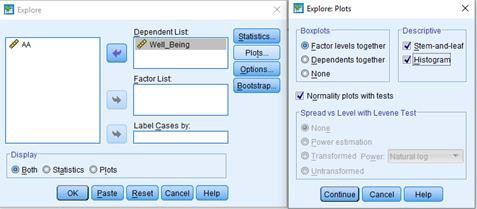 Explore
AA
Dependent List:
Well_Being
Factor List:
Label Cases by:
Statistics...
Plots...
Options...
Bootstrap...
Display
Both Statistics Plots
OK Paste Reset Cancel Help
Explore: Plots
Boxplots
Factor levels together
Dependents together
None
Descriptive
Stem-and-leaf
Histogram
Normality plots with tests
Spread vs Level with Levene Test
None
Power estimation
Transformed Power: Natural log
Untransformed
Continue Cancel Help